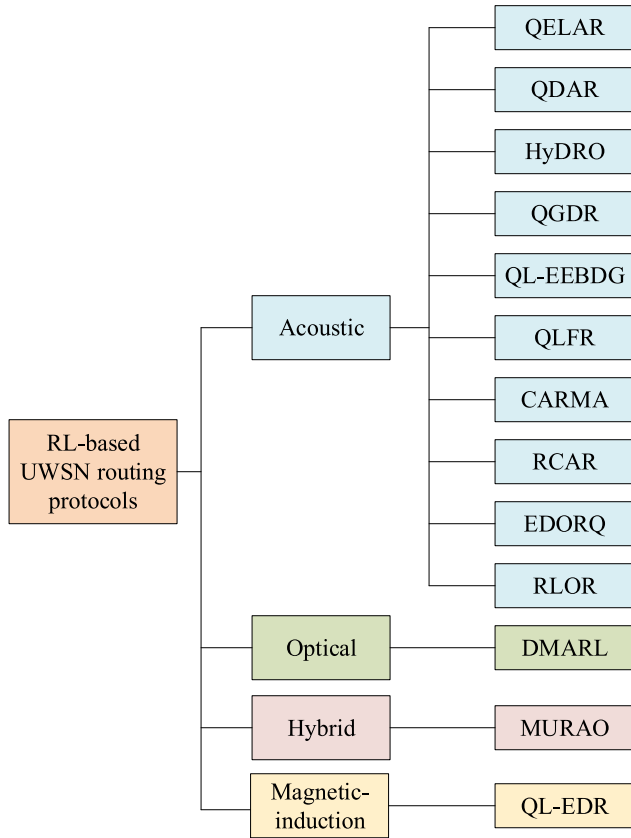 RL-based
UWSN routing
protocols
Acoustic
QELAR
QDAR
HyDRO
QGDR
QL-EEBDG
QLFR
CARMA
RCAR
EDORQ
RLOR
Optical
DMARL
Hybrid
MURAO
Magnetic-
induction
QL-EDR